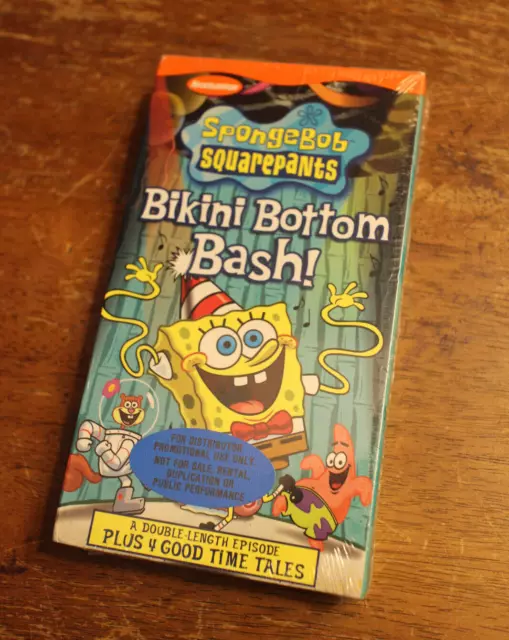 NICKELODEON
SpongeBob
SquarePants
Bikini Bottom
Bash!
FOR DISTRIBUTOR
PROMOTIONAL USE ONLY
NOT FOR SALE, RENTAL,
DUPLICATION OR
PUBLIC PERFORMANCE
A DOUBLE-LENGTH EPISODE
PLUS 4 GOOD TIME TALES